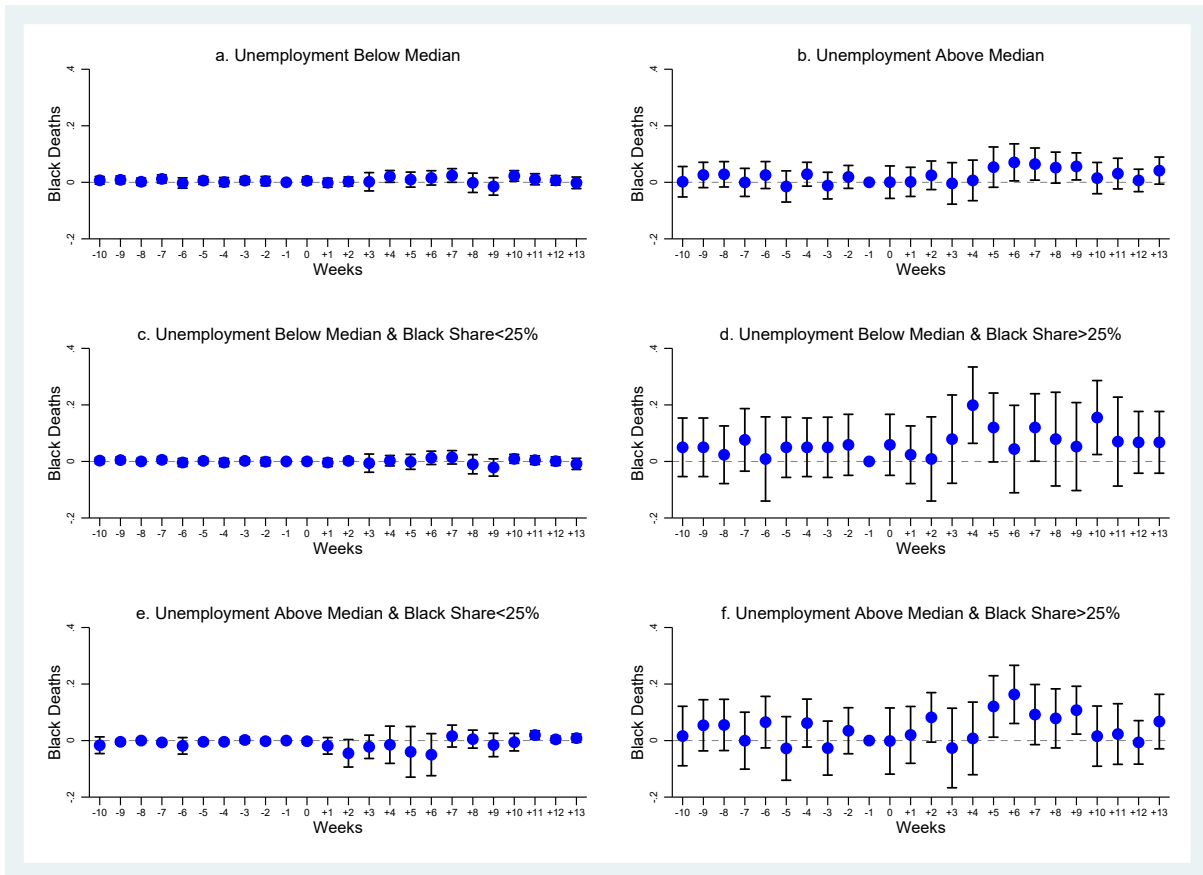 a. Unemployment Below Median
Black Deaths
.4
.2
0
-.2
-10 -9 -8 -7 -6 -5 -4 -3 -2 -1 0 +1 +2 +3 +4 +5 +6 +7 +8 +9 +10 +11 +12 +13
Weeks
b. Unemployment Above Median
Black Deaths
.4
.2
0
-.2
-10 -9 -8 -7 -6 -5 -4 -3 -2 -1 0 +1 +2 +3 +4 +5 +6 +7 +8 +9 +10 +11 +12 +13
Weeks
c. Unemployment Below Median & Black Share<25%
Black Deaths
.4
.2
0
-.2
-10 -9 -8 -7 -6 -5 -4 -3 -2 -1 0 +1 +2 +3 +4 +5 +6 +7 +8 +9 +10 +11 +12 +13
Weeks
d. Unemployment Below Median & Black Share>25%
Black Deaths
.4
.2
0
-.2
-10 -9 -8 -7 -6 -5 -4 -3 -2 -1 0 +1 +2 +3 +4 +5 +6 +7 +8 +9 +10 +11 +12 +13
Weeks
e. Unemployment Above Median & Black Share<25%
Black Deaths
.4
.2
0
-.2
-10 -9 -8 -7 -6 -5 -4 -3 -2 -1 0 +1 +2 +3 +4 +5 +6 +7 +8 +9 +10 +11 +12 +13
Weeks
f. Unemployment Above Median & Black Share>25%
Black Deaths
.4
.2
0
-.2
-10 -9 -8 -7 -6 -5 -4 -3 -2 -1 0 +1 +2 +3 +4 +5 +6 +7 +8 +9 +10 +11 +12 +13
Weeks